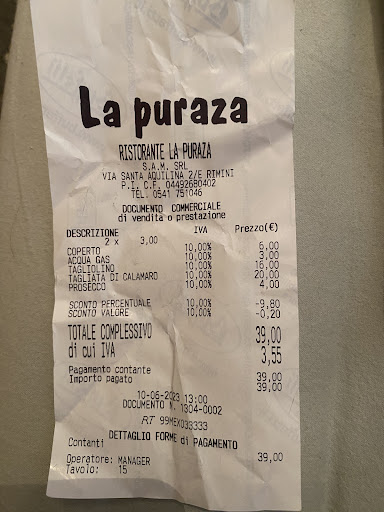 La puraza
RISTORANTE LA PURAZA
S.A.M. SRL
VIA SANTA AQUILINA 2/E RIMINI
P.I. C.F. 04492680402
TEL. 0541 751046
DOCUMENTO COMMERCIALE
di vendita o prestazione
DESCRIZIONE IVA Prezzo(€)
2 x 3,00
COPERTO 10,00% 6,00
ACQUA GAS 10,00% 3,00
TAGLIOLINO 10,00% 16,00
TAGLIATA DI CALAMARO 10,00% 20,00
PROSECCO 10,00% 4,00
SCONTO PERCENTUALE 10,00% -9,80
SCONTO VALORE 10,00% -0,20
TOTALE COMPLESSIVO 39,00
di cui IVA 3,55
Pagamento contante 39,00
Importo pagato 39,00
10-06-2023 13:00
DOCUMENTO N. 1304-0002
RT 99MEX033333
DETTAGLIO FORME di PAGAMENTO
Contanti 39,00
Operatore: MANAGER
Tavolo: 15